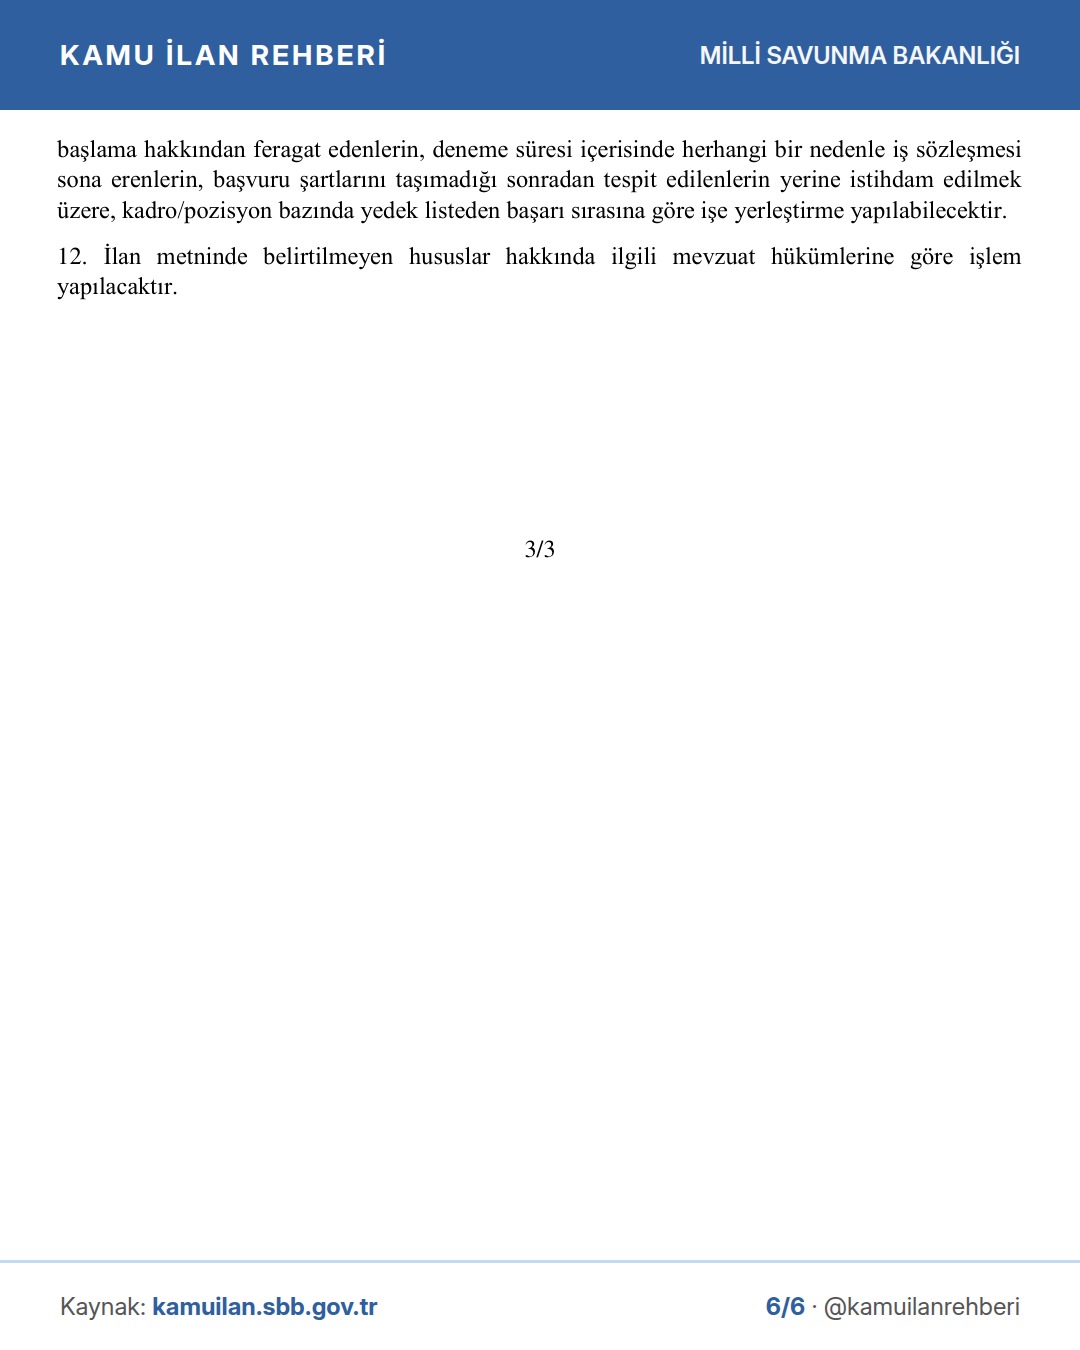 KAMU İLAN REHBERİ
MİLLİ SAVUNMA BAKANLIĞI
başlama hakkından feragat edenlerin, deneme süresi içerisinde herhangi bir nedenle iş sözleşmesi
sona erenlerin, başvuru şartlarını taşımadığı sonradan tespit edilenlerin yerine istihdam edilmek
üzere, kadro/pozisyon bazında yedek listeden başarı sırasına göre işe yerleştirme yapılabilecektir.
12. İlan metninde belirtilmeyen hususlar hakkında ilgili mevzuat hükümlerine göre işlem
yapılacaktır.
3/3
Kaynak: kamuilan.sbb.gov.tr
6/6 · @kamuilanrehberi